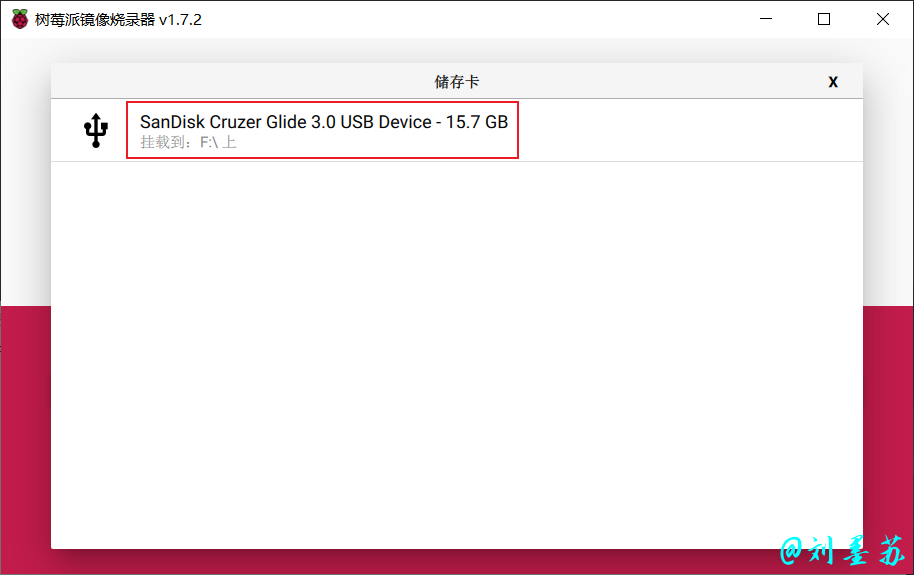 树莓派镜像烧录器 v1.7.2
储存卡
X
SanDisk Cruzer Glide 3.0 USB Device - 15.7 GB
挂载到：F:\ 上
@刘墨苏